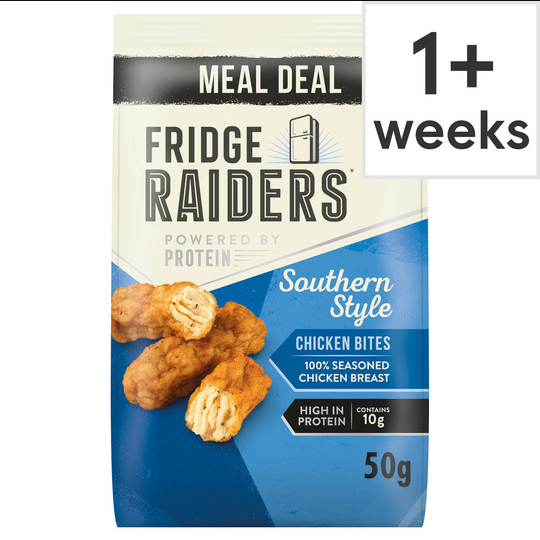 1+
weeks
MEAL DEAL
FRIDGE
RAIDERS®
POWERED BY
PROTEIN
Southern
Style
CHICKEN BITES
100% SEASONED
CHICKEN BREAST
HIGH IN
PROTEIN
CONTAINS
10g
50g